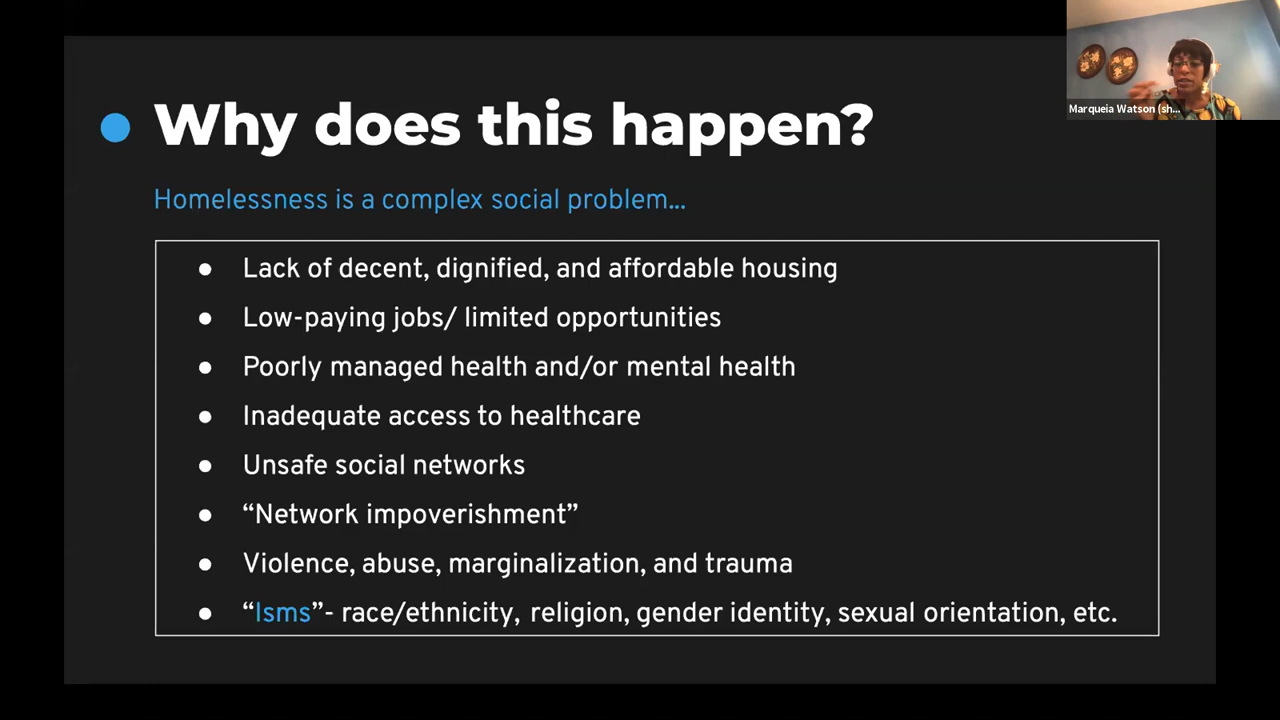 Why does this happen?
Homelessness is a complex social problem...
● Lack of decent, dignified, and affordable housing
● Low-paying jobs/ limited opportunities
● Poorly managed health and/or mental health
● Inadequate access to healthcare
● Unsafe social networks
● “Network impoverishment”
● Violence, abuse, marginalization, and trauma
● “Isms”- race/ethnicity, religion, gender identity, sexual orientation, etc.
Marqueia Watson (sh...